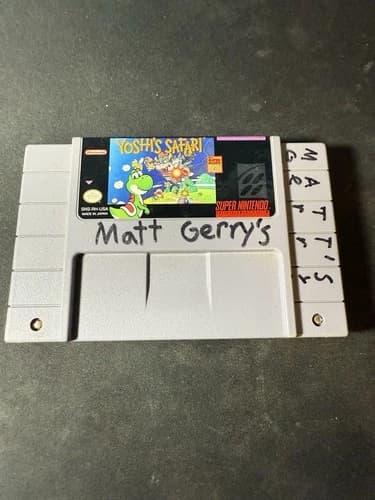 YOSHI'S SAFARI
Nintendo
SNS-RH-USA
MADE IN JAPAN
SUPER NINTENDO
Matt Gerry's
MATT'S
Gerry